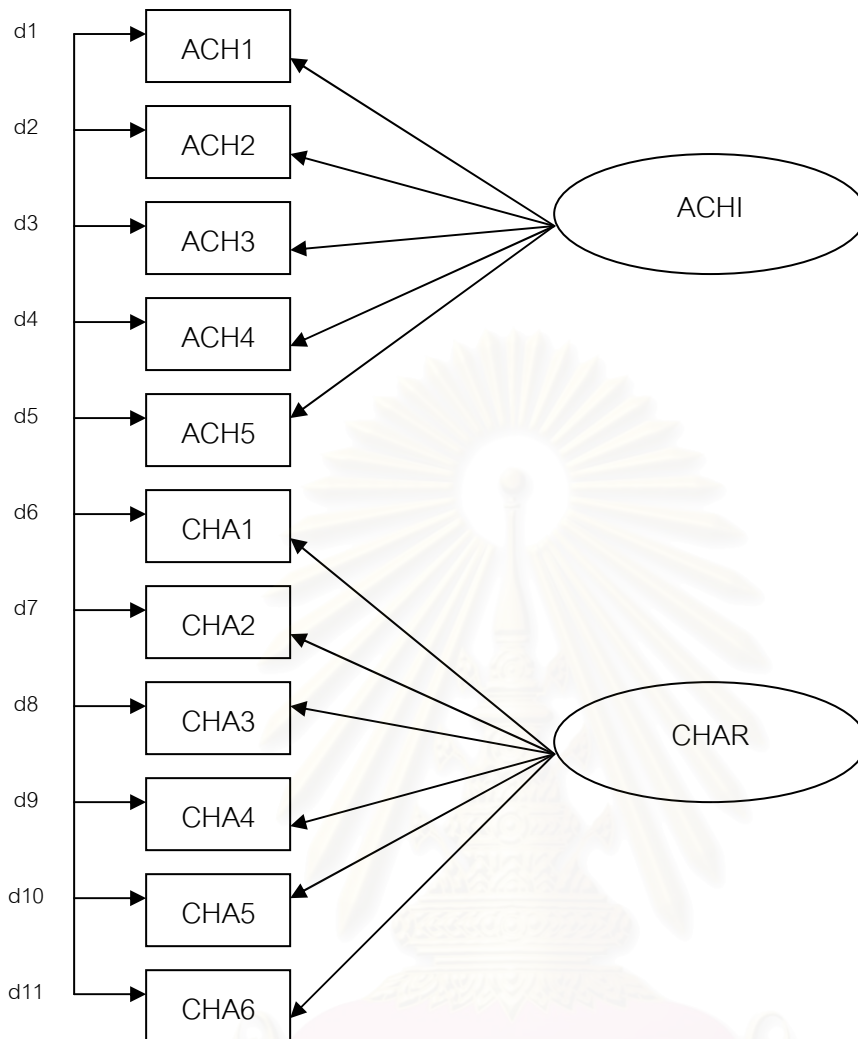 d1
ACH1
d2
ACH2
ACHI
d3
ACH3
d4
ACH4
d5
ACH5
d6
CHA1
d7
CHA2
d8
CHA3
CHAR
d9
CHA4
d10
CHA5
d11
CHA6